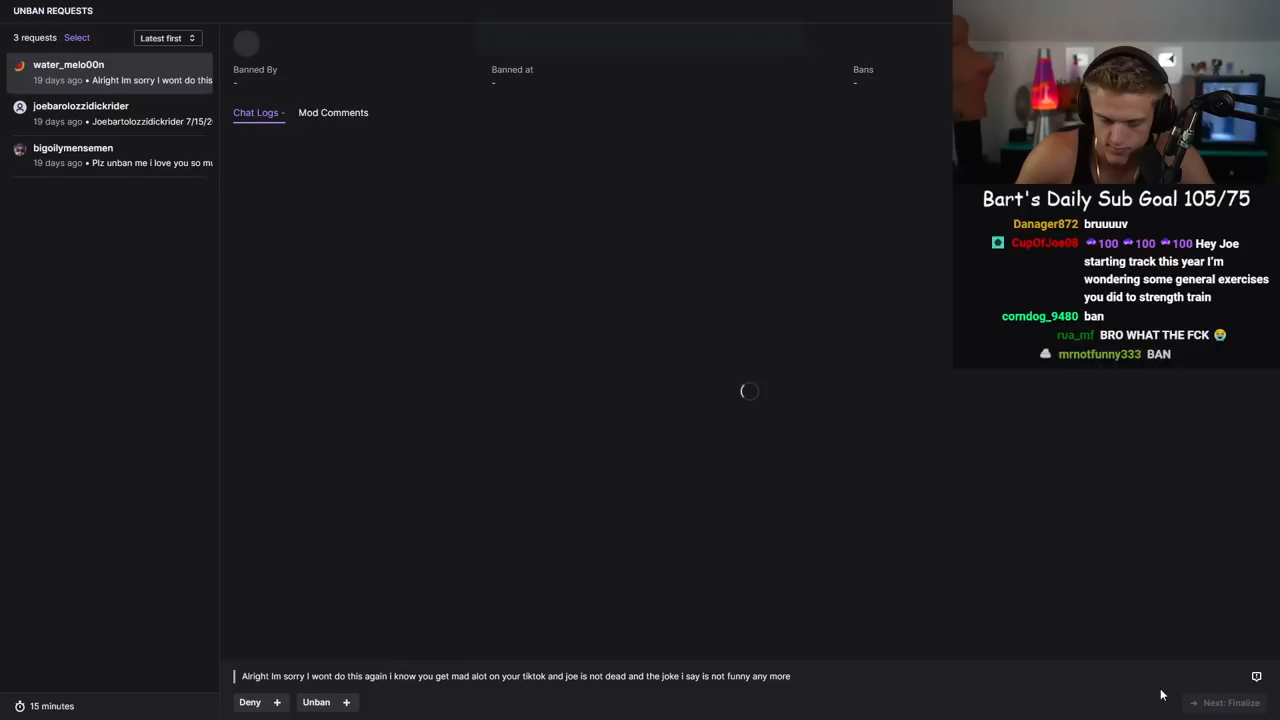 UNBAN REQUESTS
3 requests Select Latest first
water_melo00n
19 days ago • Alright Im sorry I wont do this
joebarolozzidickrider
19 days ago • Joebartolozzidickrider 7/15/2
bigoilymensemen
19 days ago • Plz unban me i love you so mu
15 minutes
Banned By
-
Banned at
-
Bans
-
Chat Logs - Mod Comments
Bart's Daily Sub Goal 105/75
Danager872 bruuuuv
CupOfJoe08 100 100 100 Hey Joe
starting track this year I'm
wondering some general exercises
you did to strength train
corndog_9480 ban
rua_mf BRO WHAT THE FCK 😭
mrnotfunny333 BAN
Alright Im sorry I wont do this again i know you get mad alot on your tiktok and joe is not dead and the joke i say is not funny any more
Deny + Unban +
→ Next: Finalize